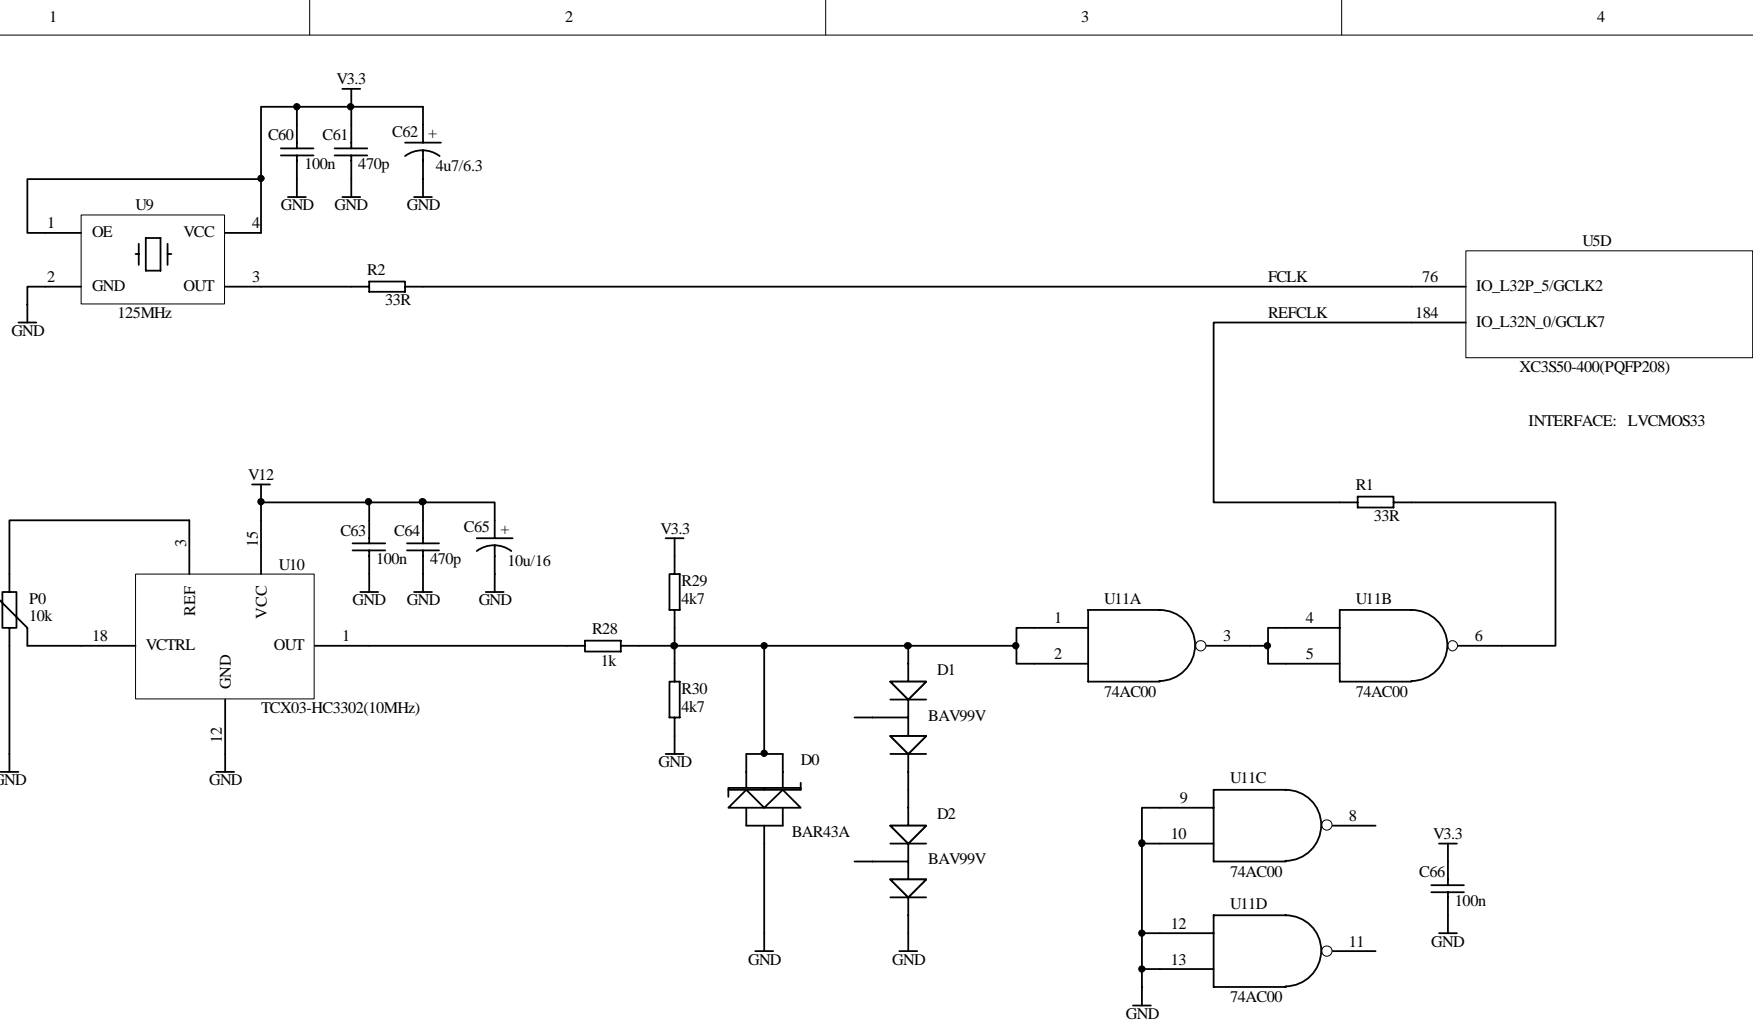 1 2 3 4
V3.3
C60 C61 C62 +
100n 470p 4u7/6.3
GND GND GND
U9
1 OE VCC 4
2 GND OUT 3
125MHz
GND
R2
33R
FCLK 76
REFCLK 184
U5D
IO_L32P_5/GCLK2
IO_L32N_0/GCLK7
XC3S50-400(PQFP208)
INTERFACE: LVCMOS33
R1
33R
V12
C63 C64 C65 +
100n 470p 10u/16
GND GND GND
3 15
U10
REF VCC
P0
10k
18 VCTRL OUT 1
GND
TCX03-HC3302(10MHz)
12
GND GND
R28
1k
V3.3
R29
4k7
R30
4k7
GND
D0
BAR43A
GND
D1
BAV99V
D2
BAV99V
GND
U11A
1
2
3
74AC00
U11B
4
5
6
74AC00
U11C
9
10
8
74AC00
U11D
12
13
11
74AC00
GND
V3.3
C66
100n
GND